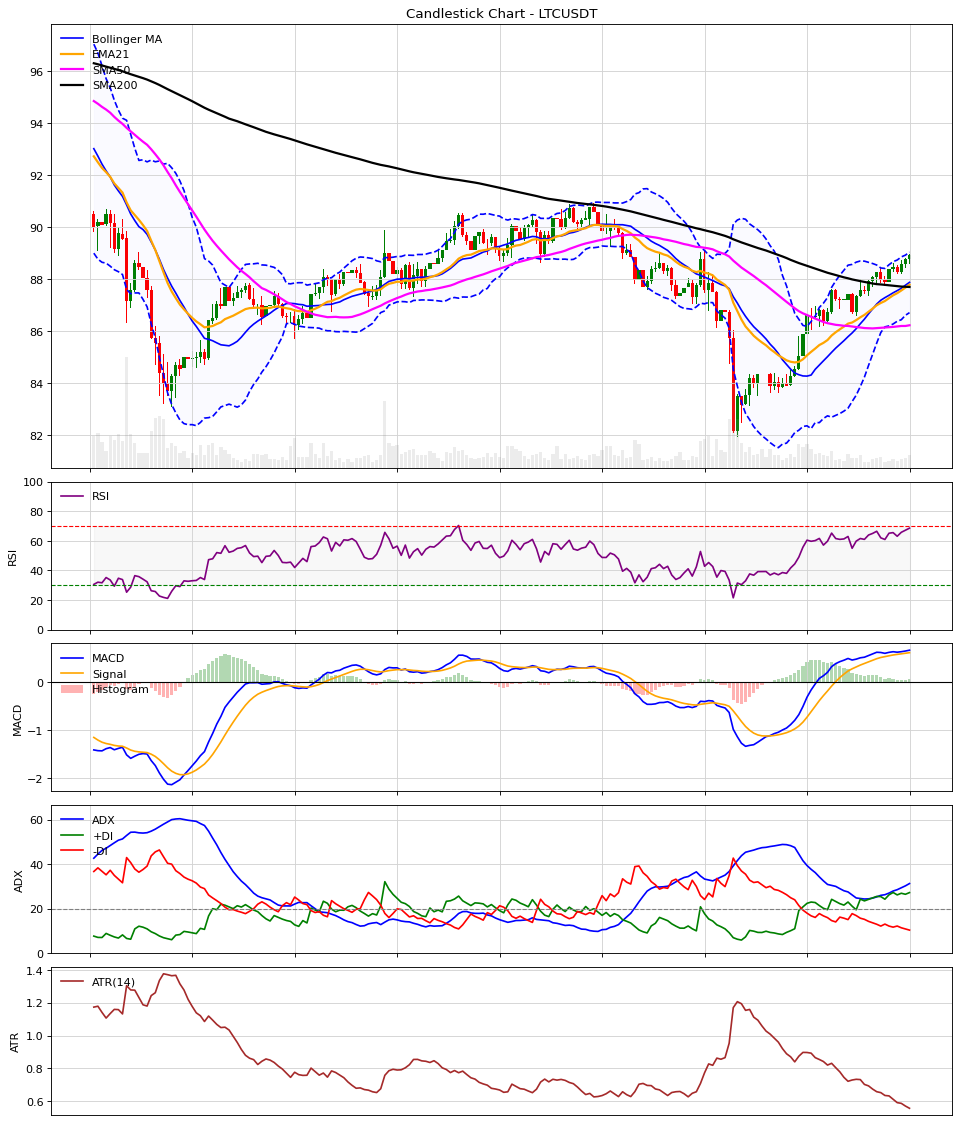 Candlestick Chart - LTCUSDT
Bollinger MA
EMA21
SMA50
SMA200
96
94
92
90
88
86
84
82
RSI
100
80
60
40
20
0
RSI
MACD
Signal
Histogram
0
−1
−2
MACD
ADX
+DI
-DI
60
40
20
0
ADX
ATR(14)
1.4
1.2
1.0
0.8
0.6
ATR